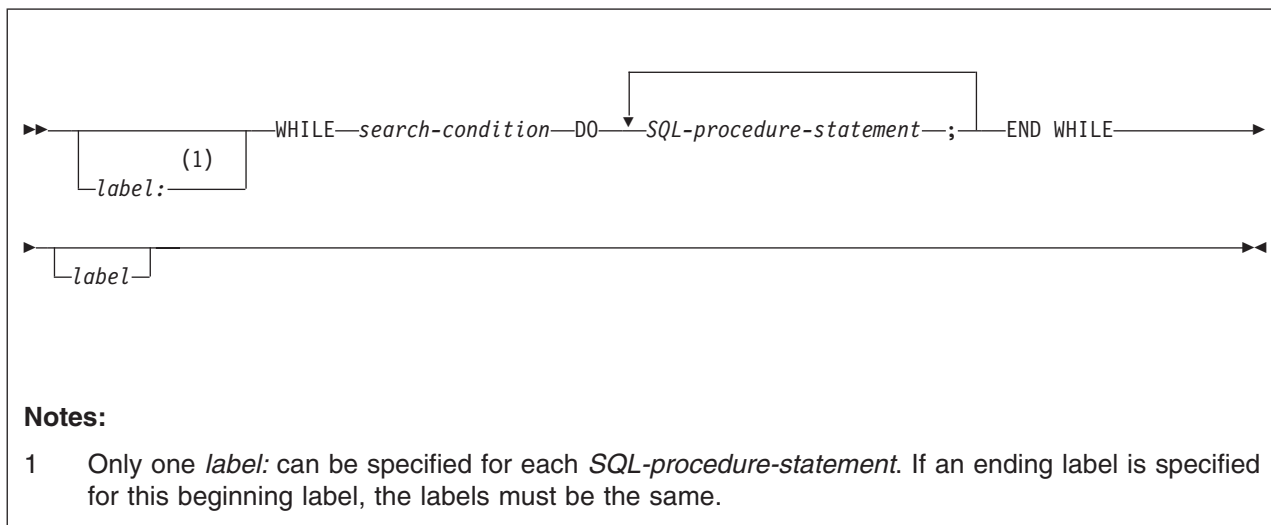 WHILE search-condition DO SQL-procedure-statement ; END WHILE
(1)
label:
label
Notes:
1 Only one label: can be specified for each SQL-procedure-statement. If an ending label is specified
for this beginning label, the labels must be the same.